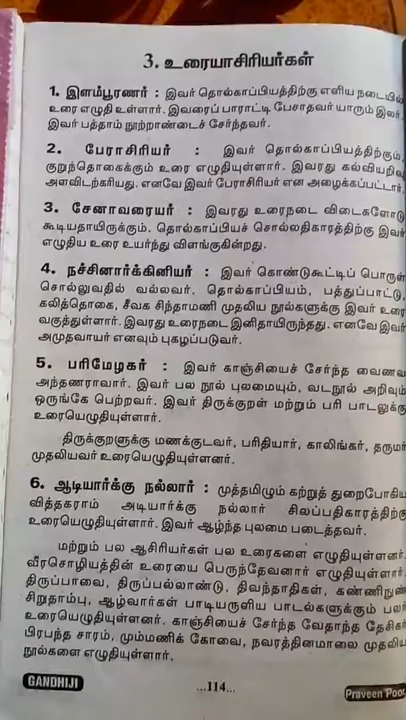 3. உரையாசிரியர்கள்
1. இளம்பூரணர் : இவர் தொல்காப்பியத்திற்கு எளிய நடையில்
உரை எழுதி உள்ளார். இவரைப் பாராட்டி பேசாதவர் யாரும் இலர்.
இவர் பத்தாம் நூற்றாண்டைச் சேர்ந்தவர்.
2. பேராசிரியர் : இவர் தொல்காப்பியத்திற்கும்,
குறுந்தொகைக்கும் உரை எழுதியுள்ளார். இவரது கல்வியறிவு
அளவிடற்கரியது. எனவே இவர் பேராசிரியர் என அழைக்கப்பட்டார்.
3. சேனாவரையர் : இவரது உரைநடை விடைகளோடு
கூடியதாயிருக்கும். தொல்காப்பியச் சொல்லதிகாரத்திற்கு இவர்
எழுதிய உரை உயர்ந்து விளங்குகின்றது.
4. நச்சினார்க்கினியர் : இவர் கொண்டுகூட்டிப் பொருள்
சொல்லுவதில் வல்லவர். தொல்காப்பியம், பத்துப்பாட்டு,
கலித்தொகை, சீவக சிந்தாமணி முதலிய நூல்களுக்கு இவர் உரை
வகுத்துள்ளார். இவரது உரைநடை இனிதாயிருந்தது. எனவே இவர்
அமுதவாயர் எனவும் புகழப்படுவர்.
5. பரிமேழகர் : இவர் காஞ்சியைச் சேர்ந்த வைணவ
அந்தணராவார். இவர் பல நூல் புலமையும், வடநூல் அறிவும்
ஒருங்கே பெற்றவர். இவர் திருக்குறள் மற்றும் பரி பாடலுக்கு
உரையெழுதியுள்ளார்.
திருக்குறளுக்கு மணக்குடவர், பரிதியார், காலிங்கர், தருமர்
முதலியவர் உரையெழுதியுள்ளனர்.
6. ஆடியார்க்கு நல்லார் : முத்தமிழும் கற்றுத் துறைபோகிய
வித்தகராம் அடியார்க்கு நல்லார் சிலப்பதிகாரத்திற்கு
உரையெழுதியுள்ளார். இவர் ஆழ்ந்த புலமை படைத்தவர்.
மற்றும் பல ஆசிரியர்கள் பல உரைகளை எழுதியுள்ளனர்.
வீரசொழியத்தின் உரையை பெருந்தேவனார் எழுதியுள்ளார்.
திருப்பாவை, திருப்பல்லாண்டு, திவந்தாதிகள், கண்ணிநுண்
சிறுதாம்பு, ஆழ்வார்கள் பாடியருளிய பாடல்களுக்கும் பலர்
உரையெழுதியுள்ளனர். காஞ்சியைச் சேர்ந்த வேதாந்த தேசிகர்
பிரபந்த சாரம், மும்மணிக் கோவை, நவரத்தினமாலை முதலிய
நூல்களை எழுதியுள்ளார்.
GANDHIJI
...114...
Praveen Poor